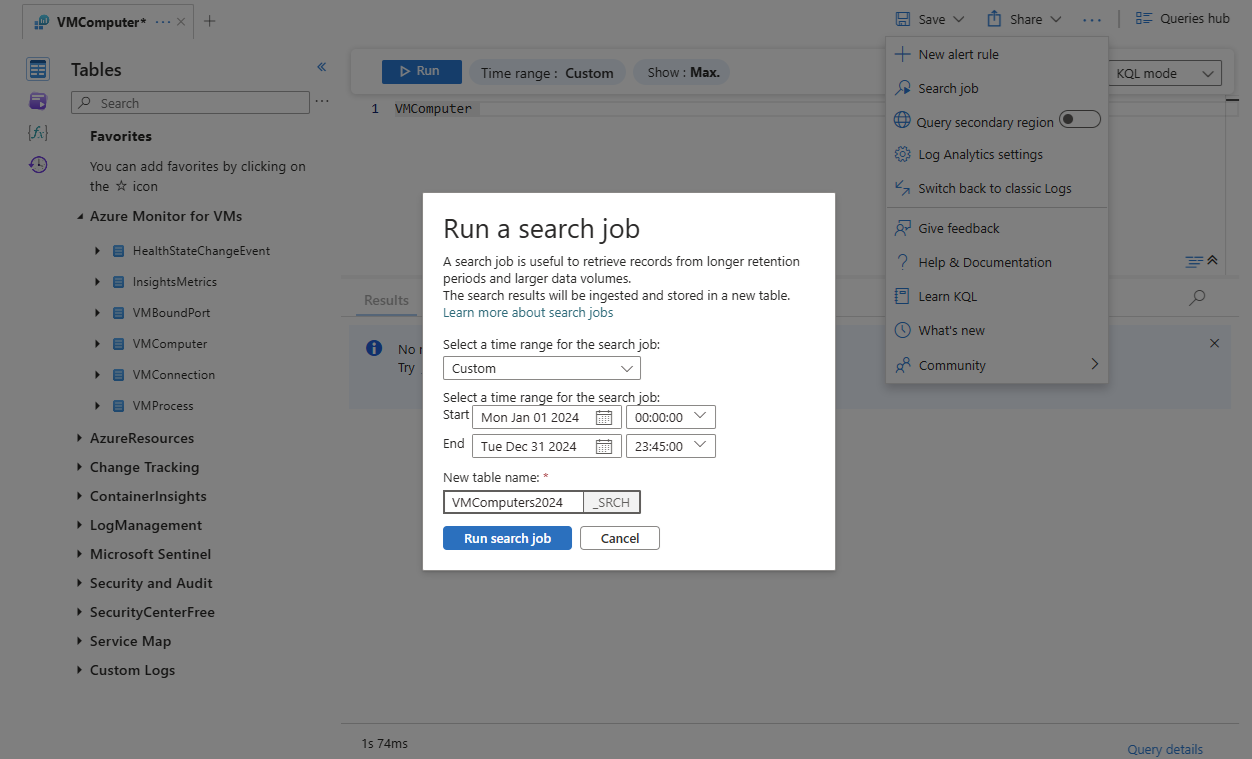 VMComputer* ···
Save
Share
···
Queries hub
Tables
Run
Time range : Custom
Show : Max.
KQL mode
Search
···
1 VMComputer
Favorites
You can add favorites by clicking on
the ☆ icon
Azure Monitor for VMs
HealthStateChangeEvent
InsightsMetrics
VMBoundPort
VMComputer
VMConnection
VMProcess
AzureResources
Change Tracking
ContainerInsights
LogManagement
Microsoft Sentinel
Security and Audit
SecurityCenterFree
Service Map
Custom Logs
New alert rule
Search job
Query secondary region
Log Analytics settings
Switch back to classic Logs
Give feedback
Help & Documentation
Learn KQL
What's new
Community
Results
No
Try
Run a search job
A search job is useful to retrieve records from longer retention
periods and larger data volumes.
The search results will be ingested and stored in a new table.
Learn more about search jobs
Select a time range for the search job:
Custom
Select a time range for the search job:
Start Mon Jan 01 2024 00:00:00
End Tue Dec 31 2024 23:45:00
New table name: *
VMComputers2024 _SRCH
Run search job
Cancel
1s 74ms
Query details